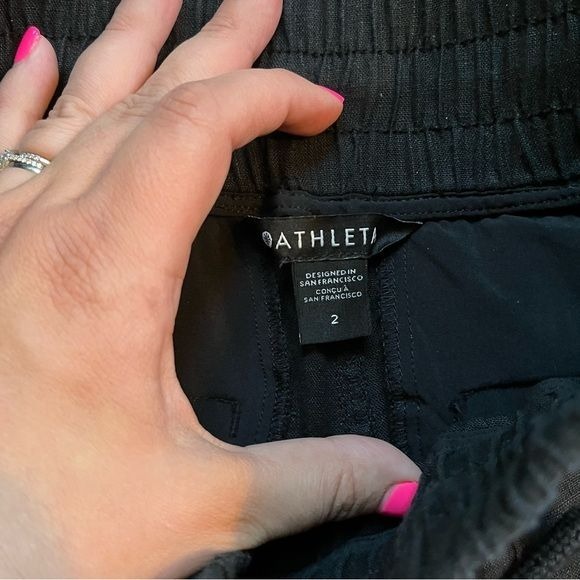 ATHLETA
DESIGNED IN
SAN FRANCISCO
CONÇU À
SAN FRANCISCO
2